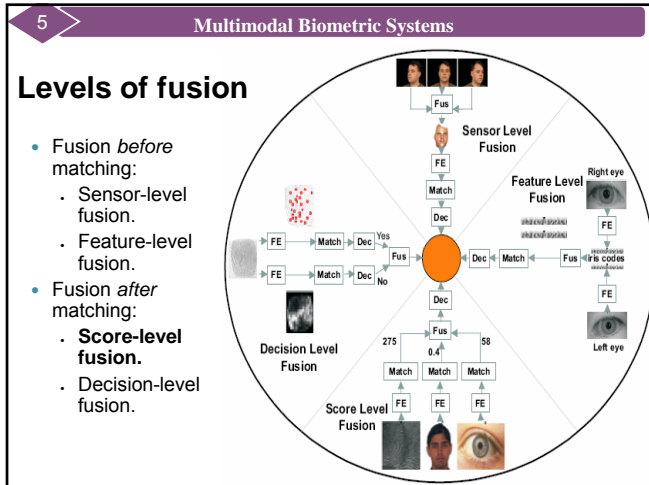 5
Multimodal Biometric Systems
Levels of fusion
• Fusion before
matching:
. Sensor-level
fusion.
. Feature-level
fusion.
• Fusion after
matching:
. Score-level
fusion.
. Decision-level
fusion.
Fus
Sensor Level
Fusion
FE
Match
Dec
Feature Level
Fusion
Right eye
FE
iris codes
Fus
Match
Dec
FE
Left eye
FE
Match
Dec
Yes
Fus
FE
Match
Dec
No
Decision Level
Fusion
Dec
Fus
275
0.4
58
Match
Match
Match
FE
FE
FE
Score Level
Fusion